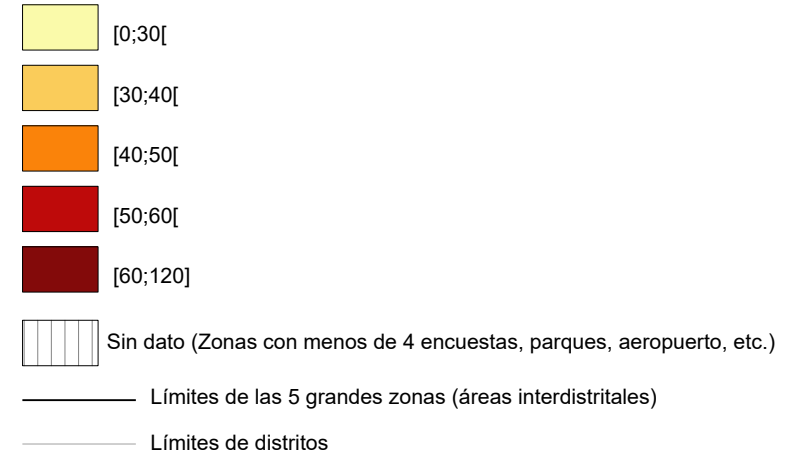 [0;30[
[30;40[
[40;50[
[50;60[
[60;120]
Sin dato (Zonas con menos de 4 encuestas, parques, aeropuerto, etc.)
Límites de las 5 grandes zonas (áreas interdistritales)
Límites de distritos